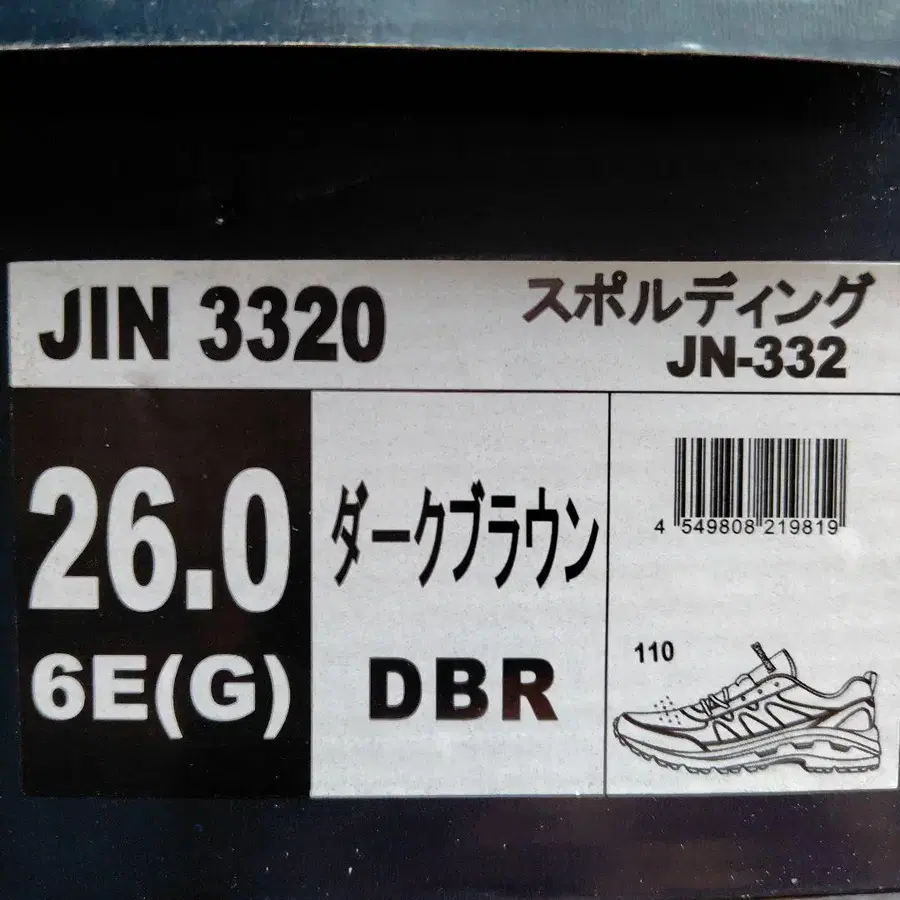 JIN 3320
スポルディング
JN-332
26.0
6E(G)
ダークブラウン
DBR
4 549808 219819
110